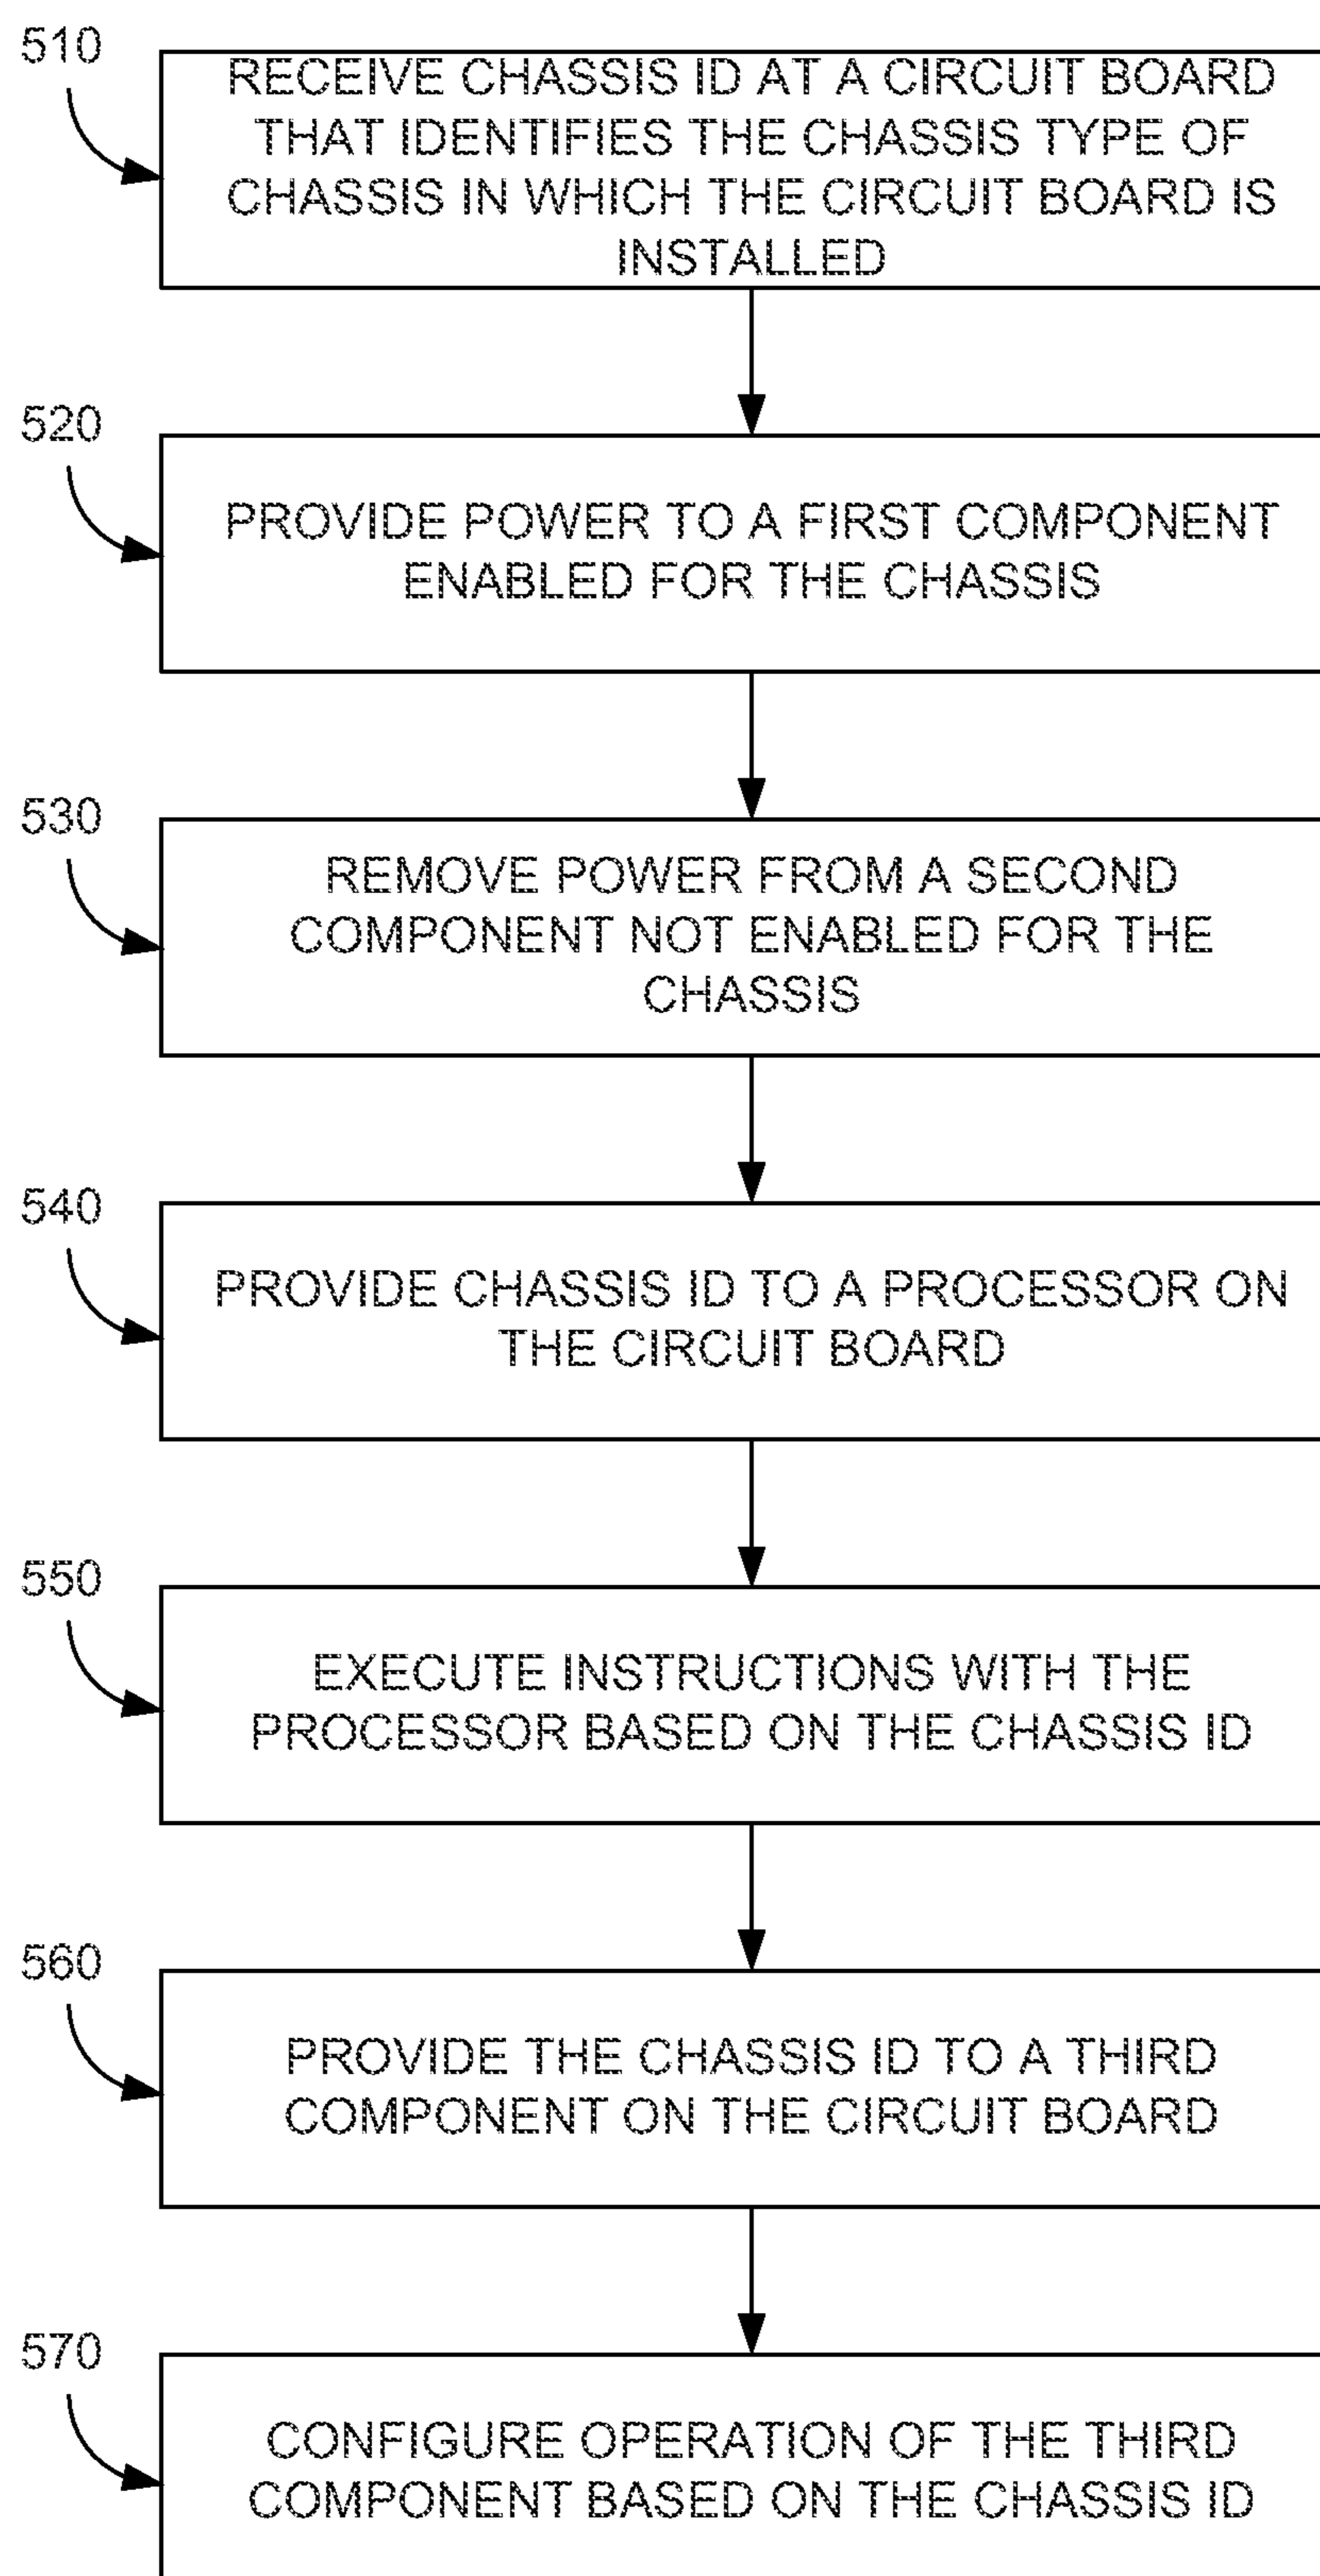 510
RECEIVE CHASSIS ID AT A CIRCUIT BOARD
THAT IDENTIFIES THE CHASSIS TYPE OF
CHASSIS IN WHICH THE CIRCUIT BOARD IS
INSTALLED
520
PROVIDE POWER TO A FIRST COMPONENT
ENABLED FOR THE CHASSIS
530
REMOVE POWER FROM A SECOND
COMPONENT NOT ENABLED FOR THE
CHASSIS
540
PROVIDE CHASSIS ID TO A PROCESSOR ON
THE CIRCUIT BOARD
550
EXECUTE INSTRUCTIONS WITH THE
PROCESSOR BASED ON THE CHASSIS ID
560
PROVIDE THE CHASSIS ID TO A THIRD
COMPONENT ON THE CIRCUIT BOARD
570
CONFIGURE OPERATION OF THE THIRD
COMPONENT BASED ON THE CHASSIS ID